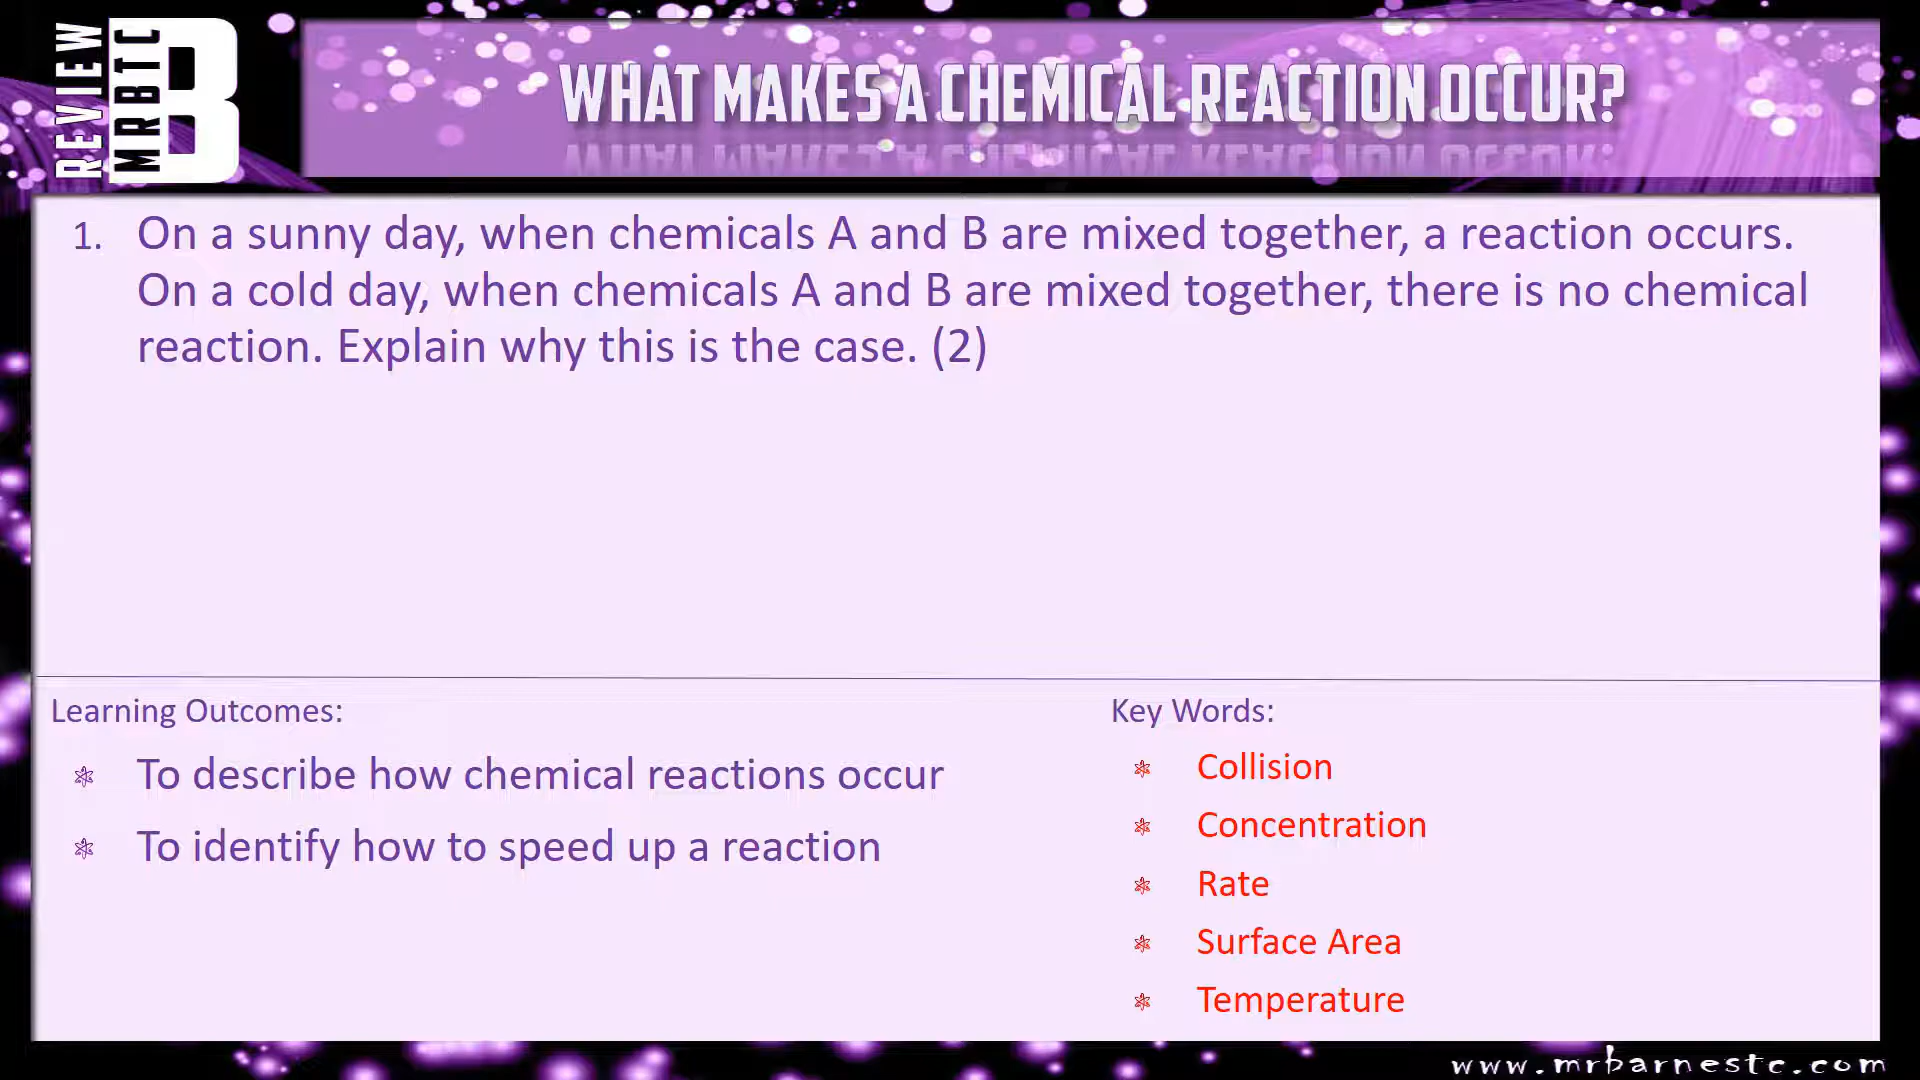 REVIEW
MRBTC
B
WHAT MAKES A CHEMICAL REACTION OCCUR?
1. On a sunny day, when chemicals A and B are mixed together, a reaction occurs.
On a cold day, when chemicals A and B are mixed together, there is no chemical
reaction. Explain why this is the case. (2)
Learning Outcomes:
To describe how chemical reactions occur
To identify how to speed up a reaction
Key Words:
Collision
Concentration
Rate
Surface Area
Temperature
www.mrbarnestc.com